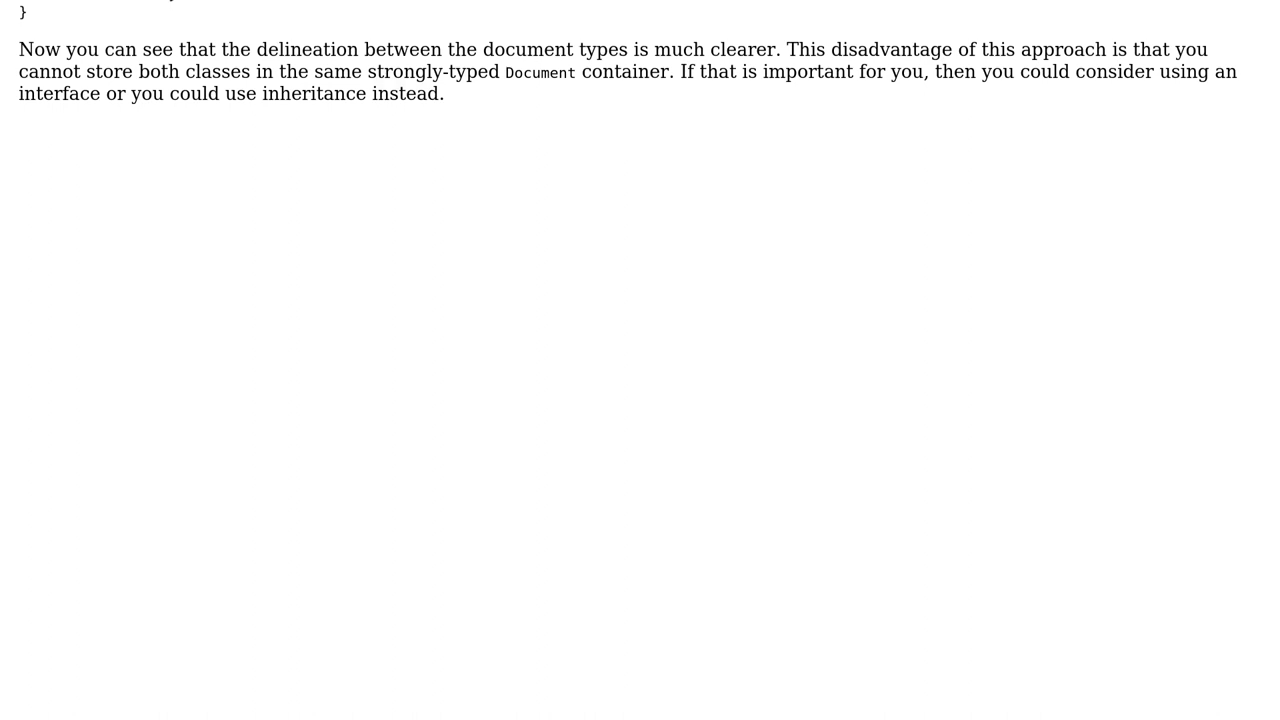 }
Now you can see that the delineation between the document types is much clearer. This disadvantage of this approach is that you
cannot store both classes in the same strongly-typed Document container. If that is important for you, then you could consider using an
interface or you could use inheritance instead.